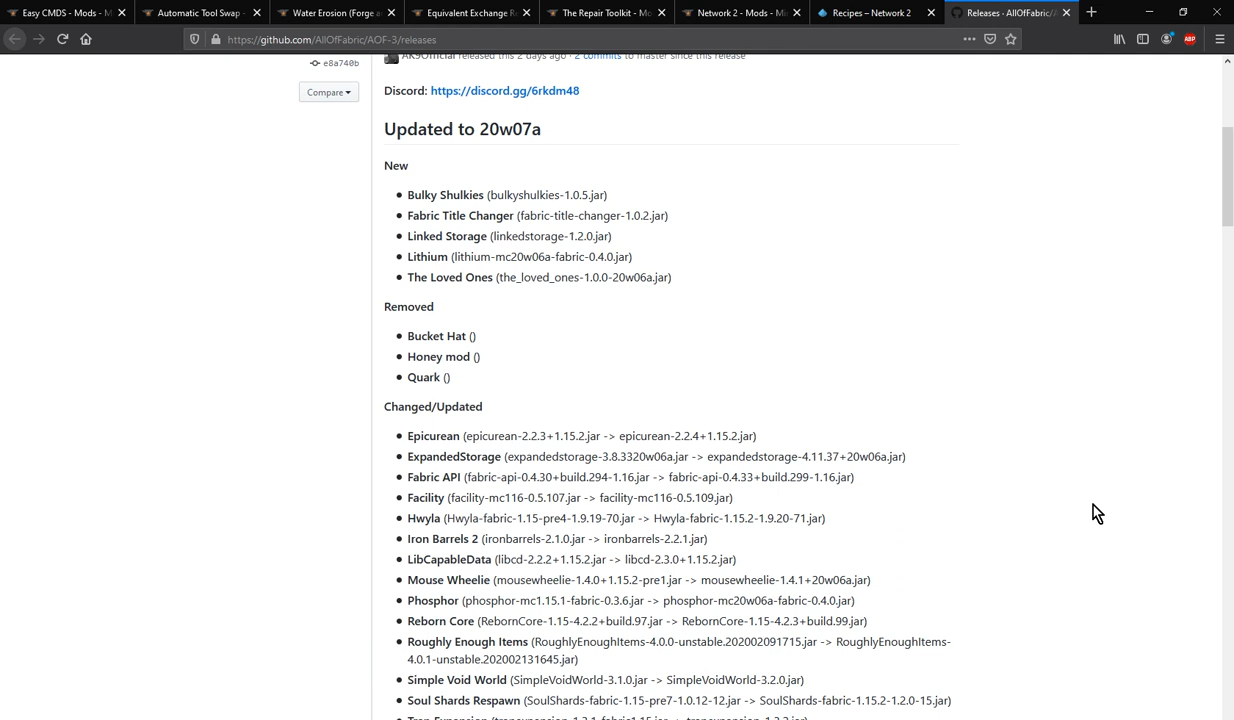 Easy CMDS - Mods - M
Automatic Tool Swap -
Water Erosion (Forge a
Equivalent Exchange R
The Repair Toolkit - Mo
Network 2 - Mods - Mi
Recipes – Network 2
Releases · AllOfFabric/A
https://github.com/AllOfFabric/AOF-3/releases
ABP
e8a740b
Compare
AK9Official released this 2 days ago · 2 commits to master since this release
Discord: https://discord.gg/6rkdm48
Updated to 20w07a
New
Bulky Shulkies (bulkyshulkies-1.0.5.jar)
Fabric Title Changer (fabric-title-changer-1.0.2.jar)
Linked Storage (linkedstorage-1.2.0.jar)
Lithium (lithium-mc20w06a-fabric-0.4.0.jar)
The Loved Ones (the_loved_ones-1.0.0-20w06a.jar)
Removed
Bucket Hat ()
Honey mod ()
Quark ()
Changed/Updated
Epicurean (epicurean-2.2.3+1.15.2.jar -> epicurean-2.2.4+1.15.2.jar)
ExpandedStorage (expandedstorage-3.8.3320w06a.jar -> expandedstorage-4.11.37+20w06a.jar)
Fabric API (fabric-api-0.4.30+build.294-1.16.jar -> fabric-api-0.4.33+build.299-1.16.jar)
Facility (facility-mc116-0.5.107.jar -> facility-mc116-0.5.109.jar)
Hwyla (Hwyla-fabric-1.15-pre4-1.9.19-70.jar -> Hwyla-fabric-1.15.2-1.9.20-71.jar)
Iron Barrels 2 (ironbarrels-2.1.0.jar -> ironbarrels-2.2.1.jar)
LibCapableData (libcd-2.2.2+1.15.2.jar -> libcd-2.3.0+1.15.2.jar)
Mouse Wheelie (mousewheelie-1.4.0+1.15.2-pre1.jar -> mousewheelie-1.4.1+20w06a.jar)
Phosphor (phosphor-mc1.15.1-fabric-0.3.6.jar -> phosphor-mc20w06a-fabric-0.4.0.jar)
Reborn Core (RebornCore-1.15-4.2.2+build.97.jar -> RebornCore-1.15-4.2.3+build.99.jar)
Roughly Enough Items (RoughlyEnoughItems-4.0.0-unstable.202002091715.jar -> RoughlyEnoughItems-
4.0.1-unstable.202002131645.jar)
Simple Void World (SimpleVoidWorld-3.1.0.jar -> SimpleVoidWorld-3.2.0.jar)
Soul Shards Respawn (SoulShards-fabric-1.15-pre7-1.0.12-12.jar -> SoulShards-fabric-1.15.2-1.2.0-15.jar)